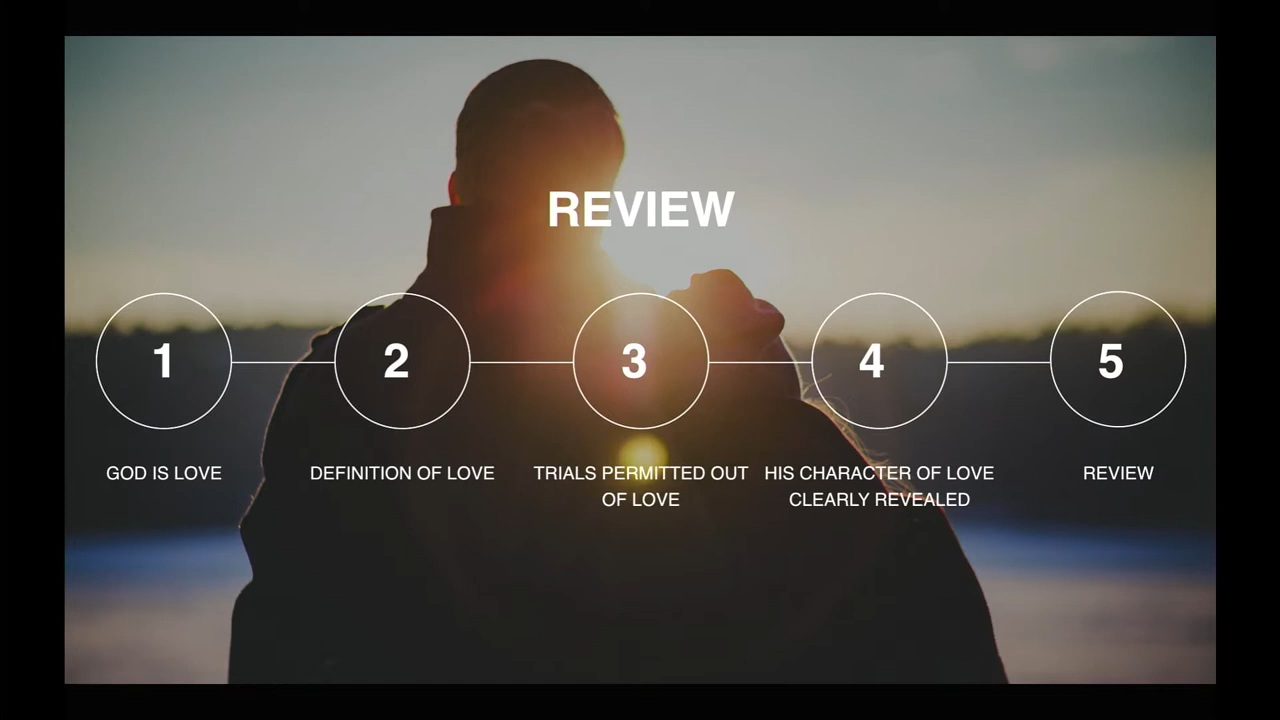 REVIEW
1
2
3
4
5
GOD IS LOVE
DEFINITION OF LOVE
TRIALS PERMITTED OUT
OF LOVE
HIS CHARACTER OF LOVE
CLEARLY REVEALED
REVIEW